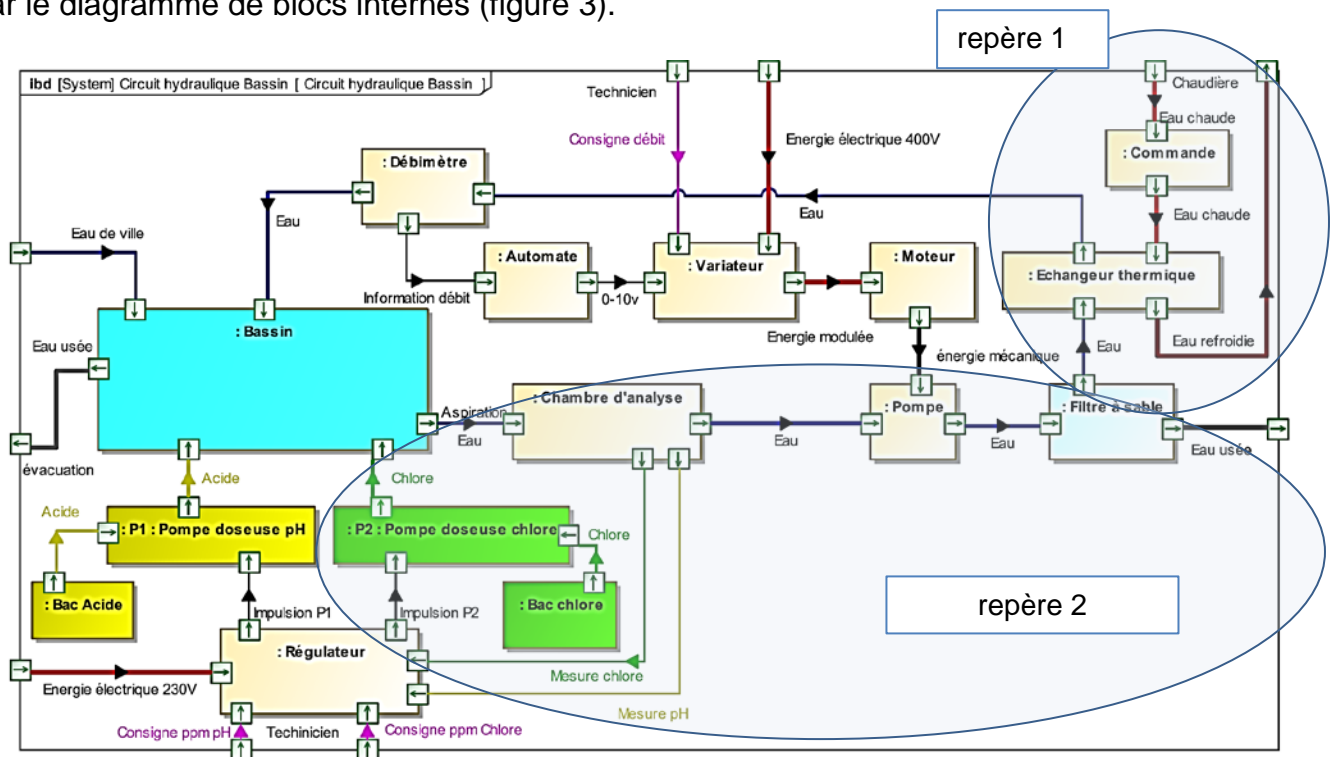 ar le diagramme de blocs internes (figure 3).
repère 1
ibd [System] Circuit hydraulique Bassin [ Circuit hydraulique Bassin ]
Technicien
Chaudière
Eau chaude
Consigne débit
Energie électrique 400V
: Commande
: Débimètre
Eau chaude
Eau
Eau
Eau de ville
: Automate
: Variateur
: Moteur
: Echangeur thermique
Information débit
0-10v
: Bassin
Energie modulée
Eau refroidie
Eau usée
énergie mécanique
Eau
: Chambre d'analyse
: Pompe
: Filtre à sable
Aspiration
Eau
Eau
Eau
Eau usée
évacuation
Acide
Chlore
Acide
: P1 : Pompe doseuse pH
: P2 : Pompe doseuse chlore
Chlore
: Bac Acide
Impulsion P1
Impulsion P2
: Bac chlore
repère 2
: Régulateur
Mesure chlore
Energie électrique 230V
Mesure pH
Consigne ppm pH
Techinicien
Consigne ppm Chlore